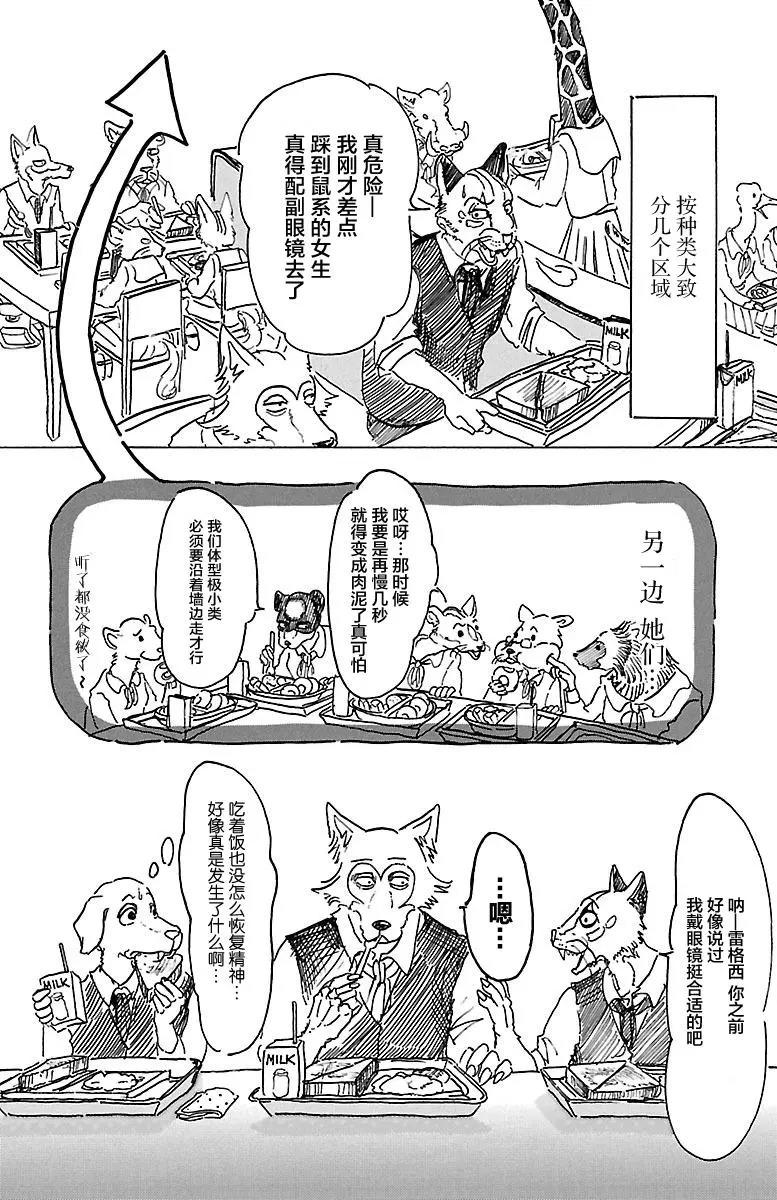 按种类大致
分几个区域
真危险—
我刚才差点
踩到鼠系的女生
真得配副眼镜去了
MILK
MILK
另一边 她们…
哎呀…那时候
我要是再慢几秒
就得变成肉泥了真可怕
我们体型极小类
必须要沿着墙边走才行
听了都没食欲了～
呐—雷格西 你之前
好像说过
我戴眼镜挺合适的吧
…嗯…
吃着饭也没怎么恢复精神…
好像真是发生了什么啊…
MILK
MILK